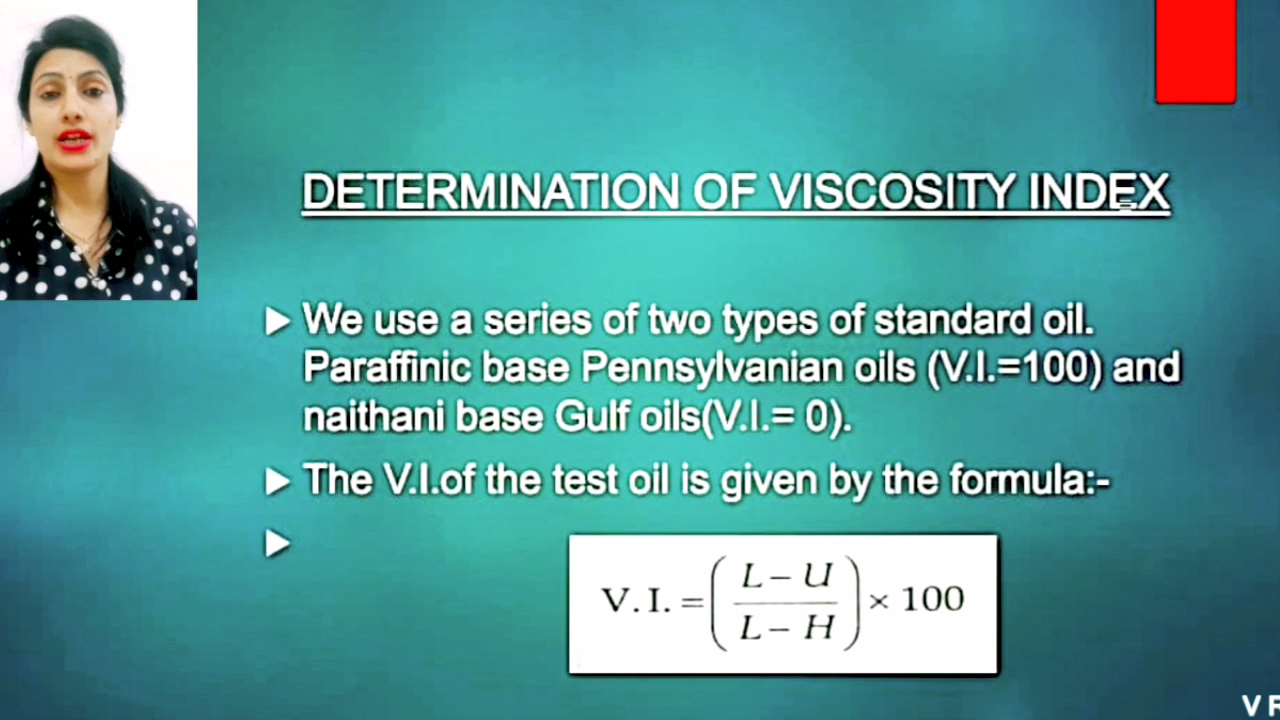 DETERMINATION OF VISCOSITY INDEX
We use a series of two types of standard oil.
Paraffinic base Pennsylvanian oils (V.I.=100) and
naithani base Gulf oils(V.I.= 0).
The V.I.of the test oil is given by the formula:-
V.I. = (L – U / L – H) × 100